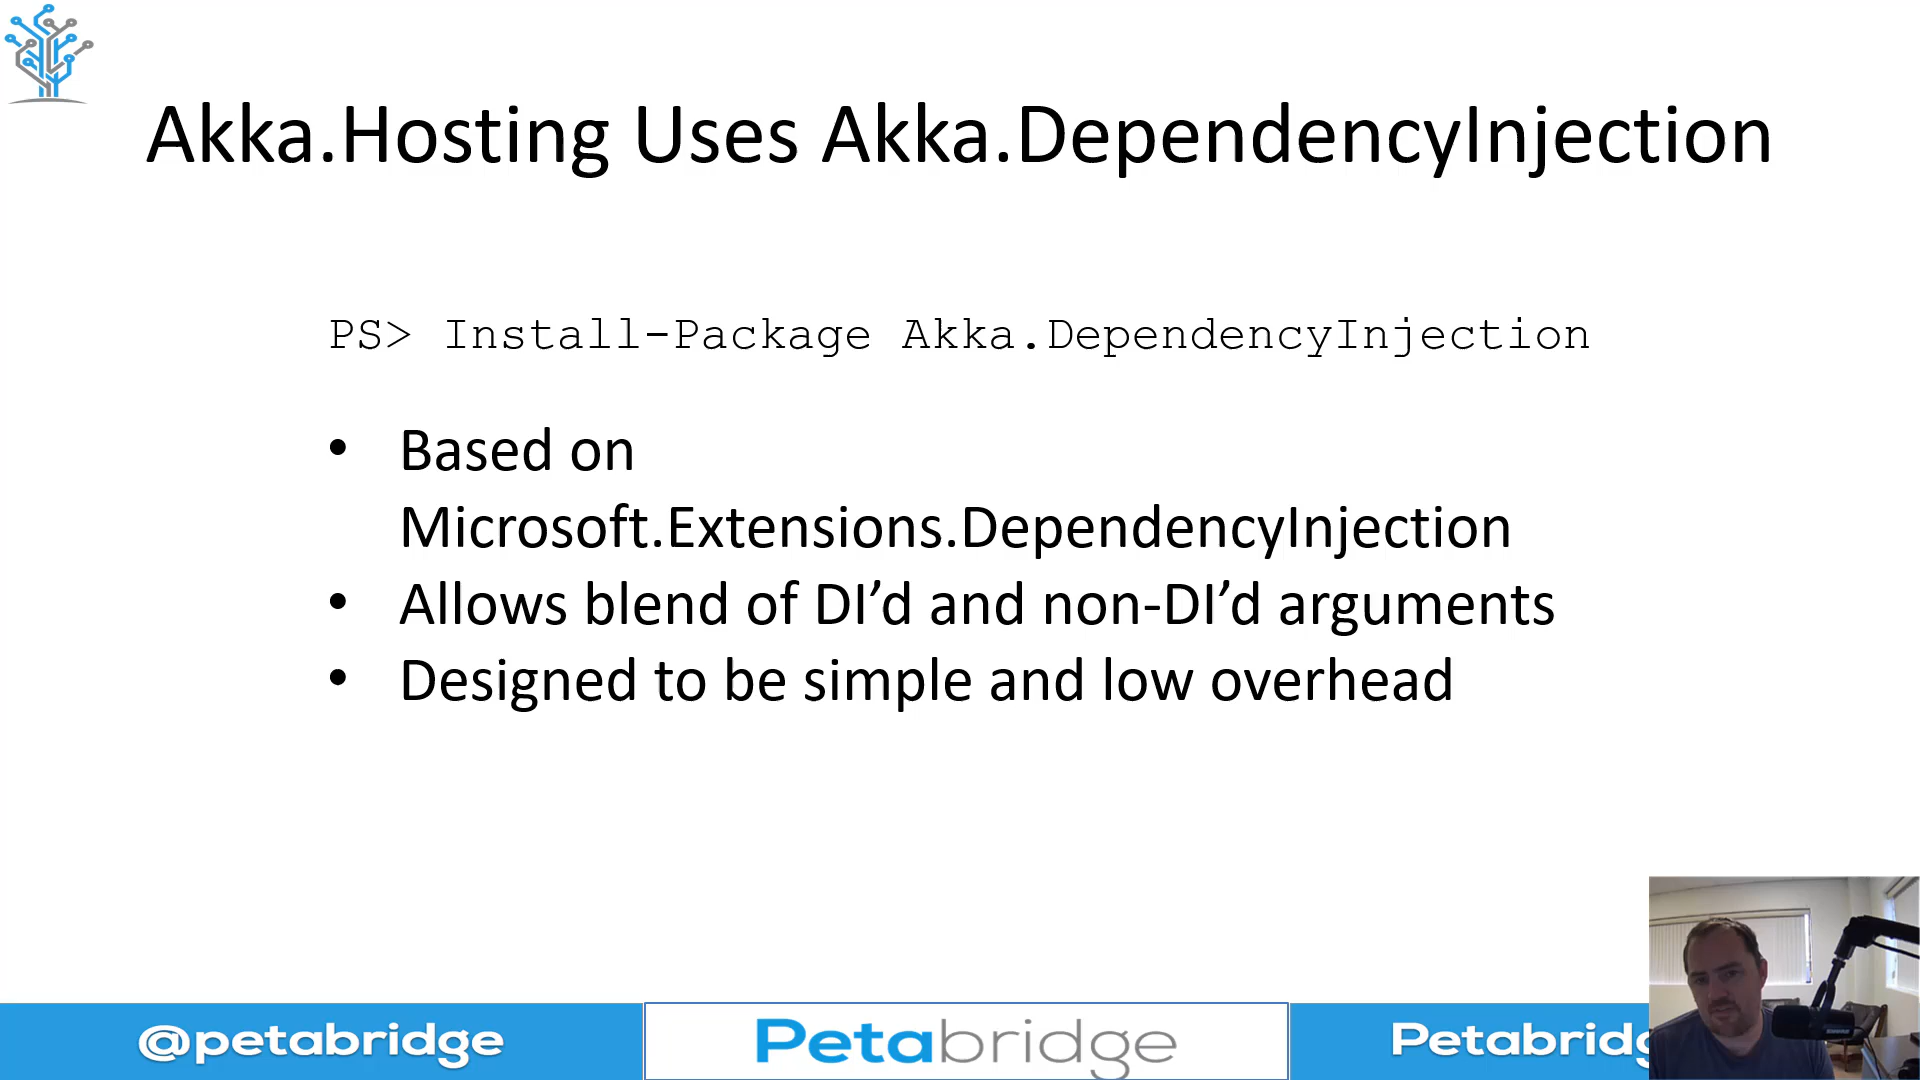 Akka.Hosting Uses Akka.DependencyInjection
PS> Install-Package Akka.DependencyInjection
• Based on
Microsoft.Extensions.DependencyInjection
• Allows blend of DI’d and non-DI’d arguments
• Designed to be simple and low overhead
@petabridge
Petabridge